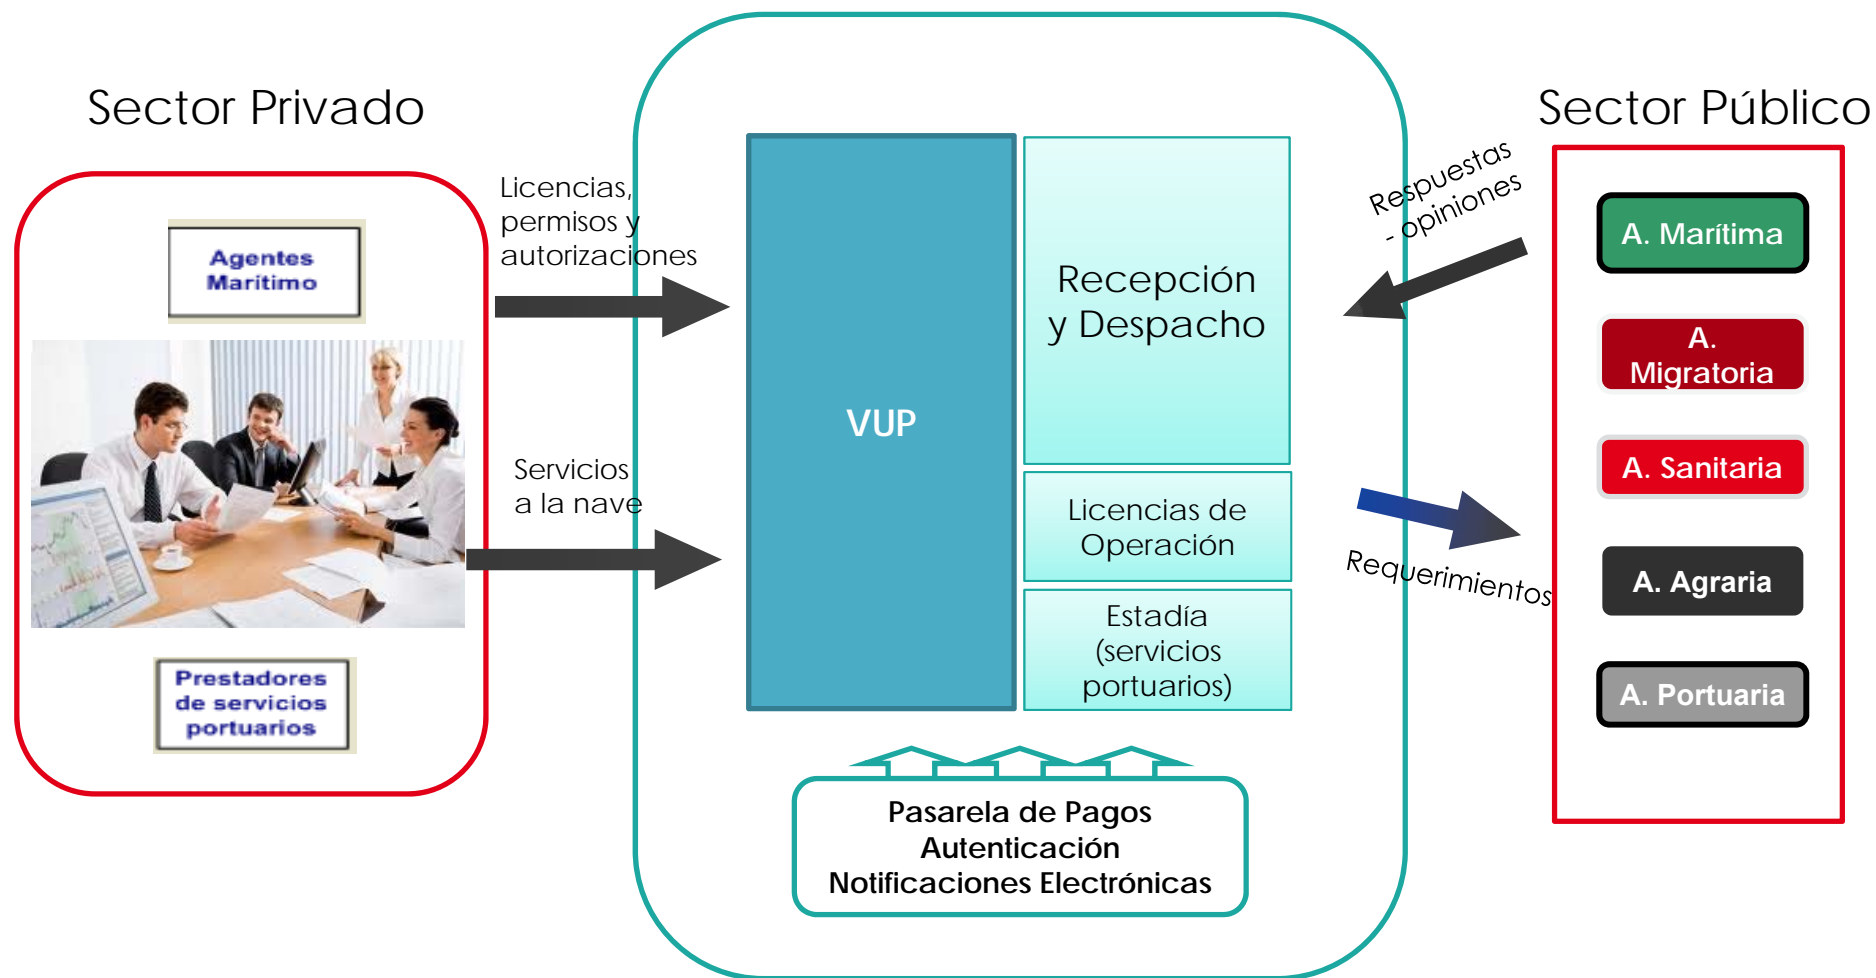 Sector Privado
Agentes
Marítimo
Prestadores
de servicios
portuarios
Licencias,
permisos y
autorizaciones
Servicios
a la nave
VUP
Recepción
y Despacho
Licencias de
Operación
Estadía
(servicios
portuarios)
Pasarela de Pagos
Autenticación
Notificaciones Electrónicas
Respuestas
- opiniones
Requerimientos
Sector Público
A. Marítima
A.
Migratoria
A. Sanitaria
A. Agraria
A. Portuaria